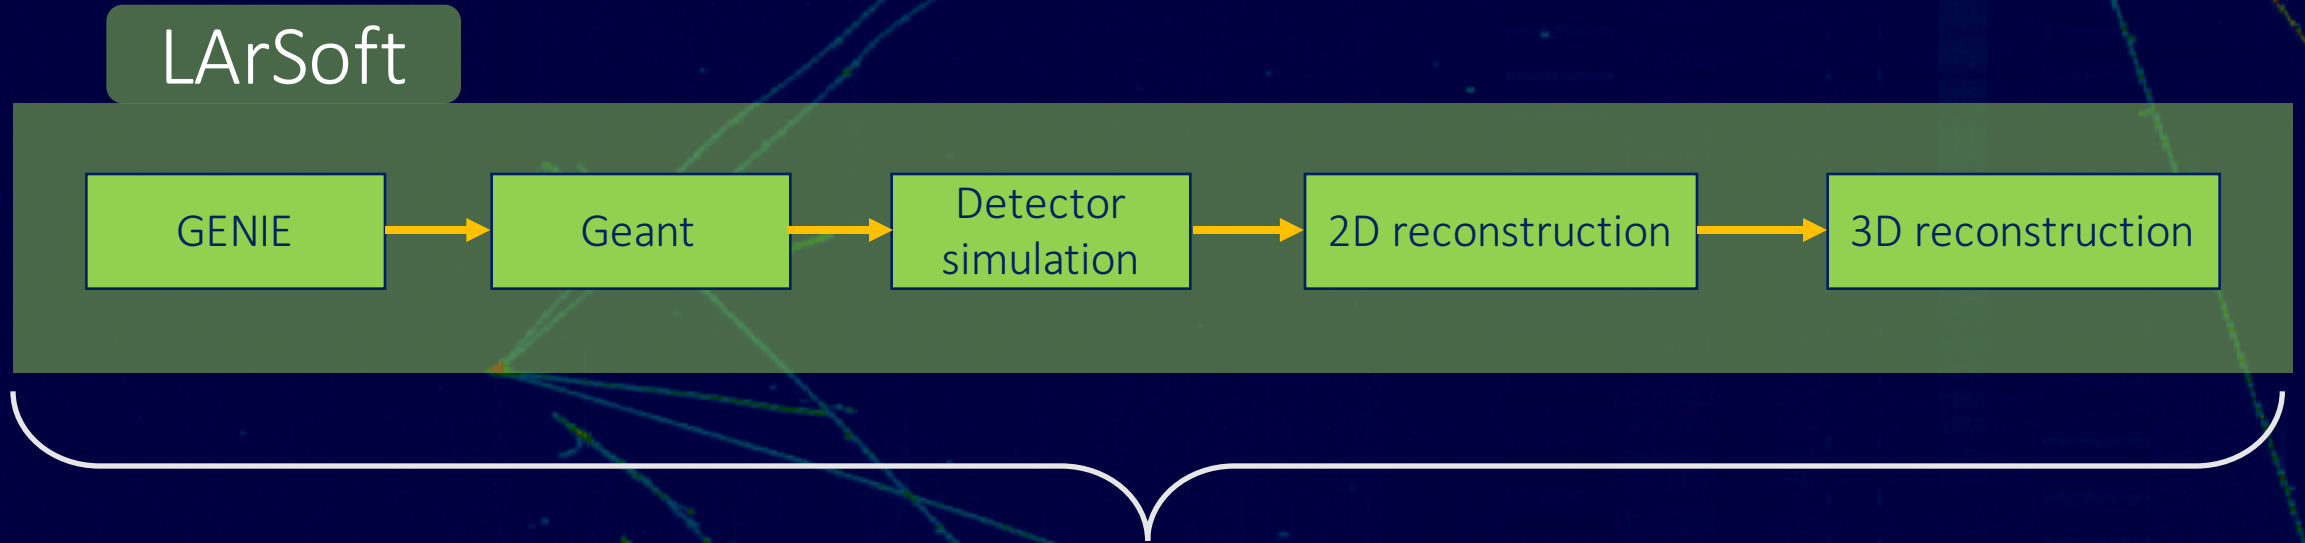 LArSoft
GENIE
Geant
Detector
simulation
2D reconstruction
3D reconstruction